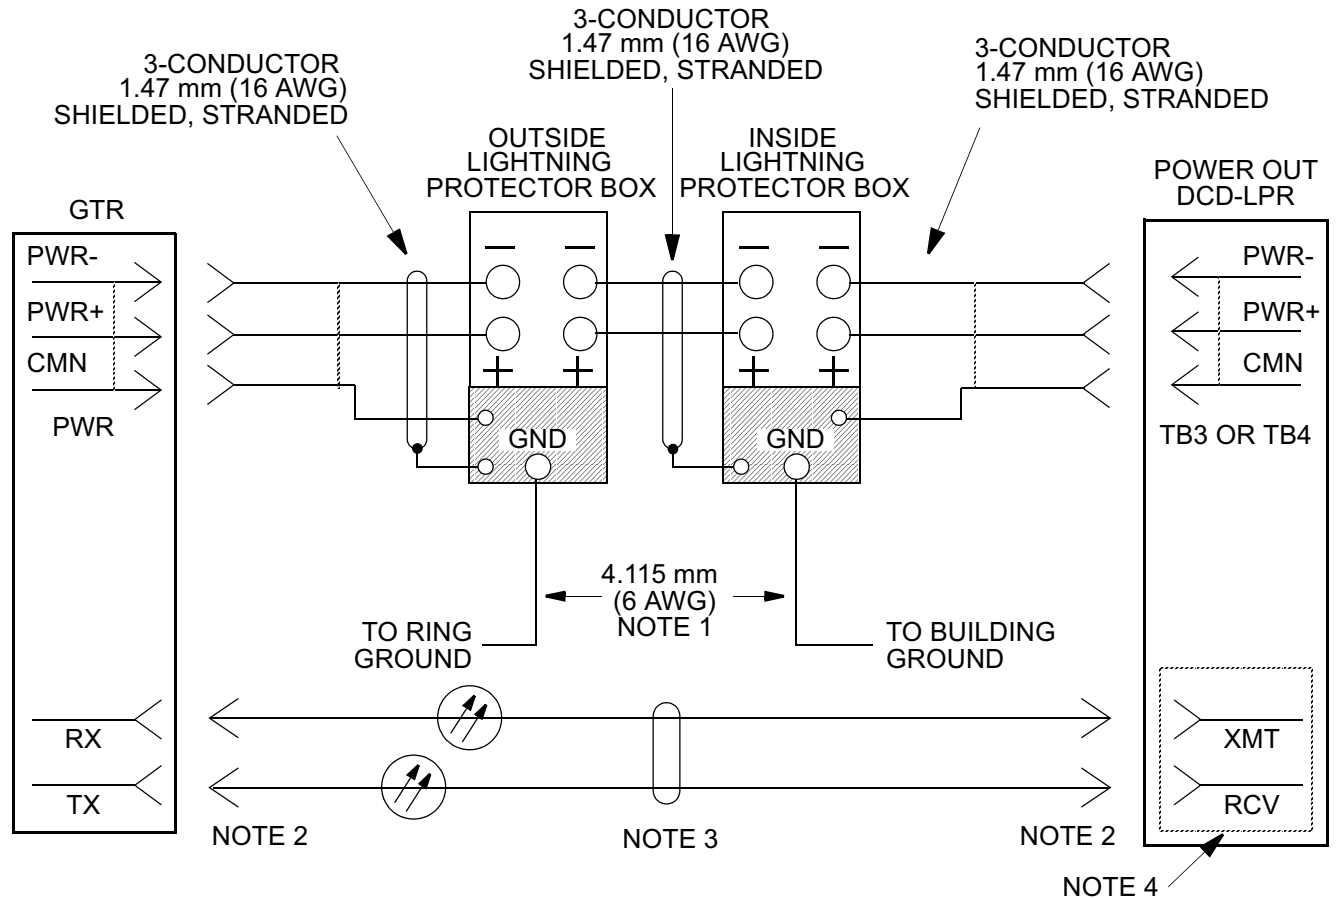 3-CONDUCTOR
1.47 mm (16 AWG)
SHIELDED, STRANDED
3-CONDUCTOR
1.47 mm (16 AWG)
SHIELDED, STRANDED
3-CONDUCTOR
1.47 mm (16 AWG)
SHIELDED, STRANDED
OUTSIDE
LIGHTNING
PROTECTOR BOX
INSIDE
LIGHTNING
PROTECTOR BOX
POWER OUT
DCD-LPR
GTR
PWR-
PWR+
CMN
PWR
− −
+ +
GND
− −
+ +
GND
PWR-
PWR+
CMN
TB3 OR TB4
4.115 mm
(6 AWG)
NOTE 1
TO RING
GROUND
TO BUILDING
GROUND
RX
TX
XMT
RCV
NOTE 2
NOTE 3
NOTE 2
NOTE 4